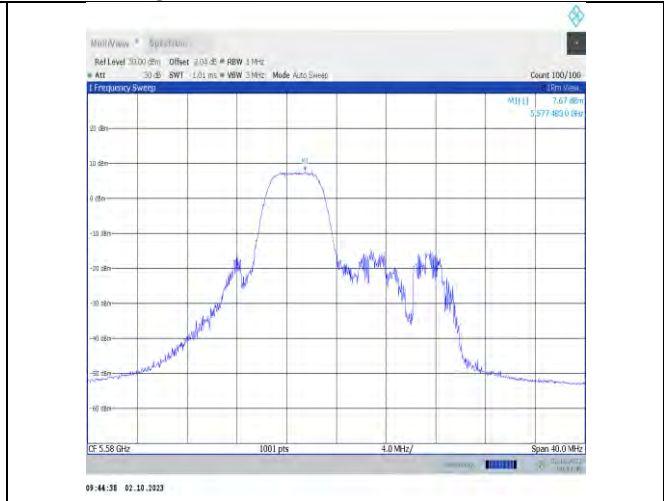 MultiView Spectrum
Ref Level 30.00 dBm Offset 2.04 dB RBW 1 MHz
Att 30 dB SWT 1.01 ms VBW 3 MHz Mode Auto Sweep Count 100/100
1 Frequency Sweep 1Rm View
M1[1] 7.67 dBm
5.577 483 0 GHz
20 dBm
10 dBm
M1
0 dBm
-10 dBm
-20 dBm
-30 dBm
-40 dBm
-50 dBm
-60 dBm
CF 5.58 GHz 1001 pts 4.0 MHz/ Span 40.0 MHz
09:44:38 02.10.2023